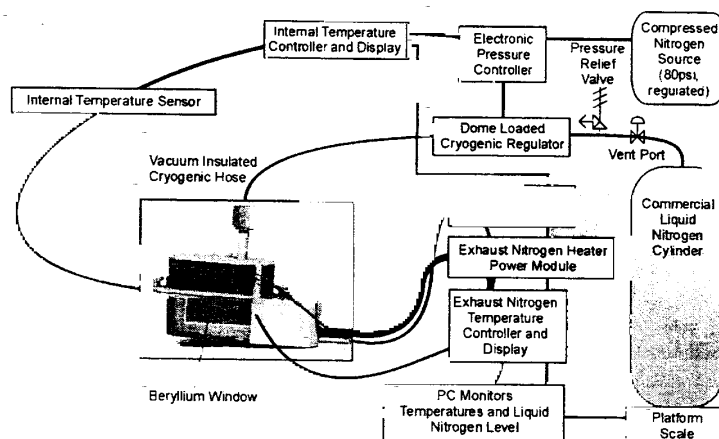 Internal Temperature
Controller and Display
Electronic
Pressure
Controller
Pressure
Relief
Valve
Compressed
Nitrogen
Source
(80psi,
regulated)
Internal Temperature Sensor
Dome Loaded
Cryogenic Regulator
Vent Port
Vacuum Insulated
Cryogenic Hose
Commercial
Liquid
Nitrogen
Cylinder
Exhaust Nitrogen Heater
Power Module
Exhaust Nitrogen
Temperature
Controller and
Display
Beryllium Window
PC Monitors
Temperatures and Liquid
Nitrogen Level
Platform
Scale